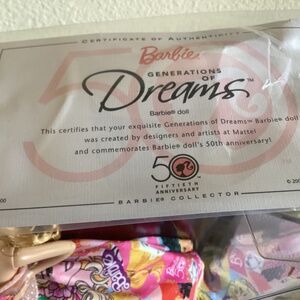 CERTIFICATE OF AUTHENTICITY
Barbie
GENERATIONS
OF
Dreams™
Barbie® doll
This certifies that your exquisite Generations of Dreams™ Barbie® doll
was created by designers and artists at Mattel
and commemorates Barbie® doll's 50th anniversary!
50
FIFTIETH
ANNIVERSARY
BARBIE® COLLECTOR